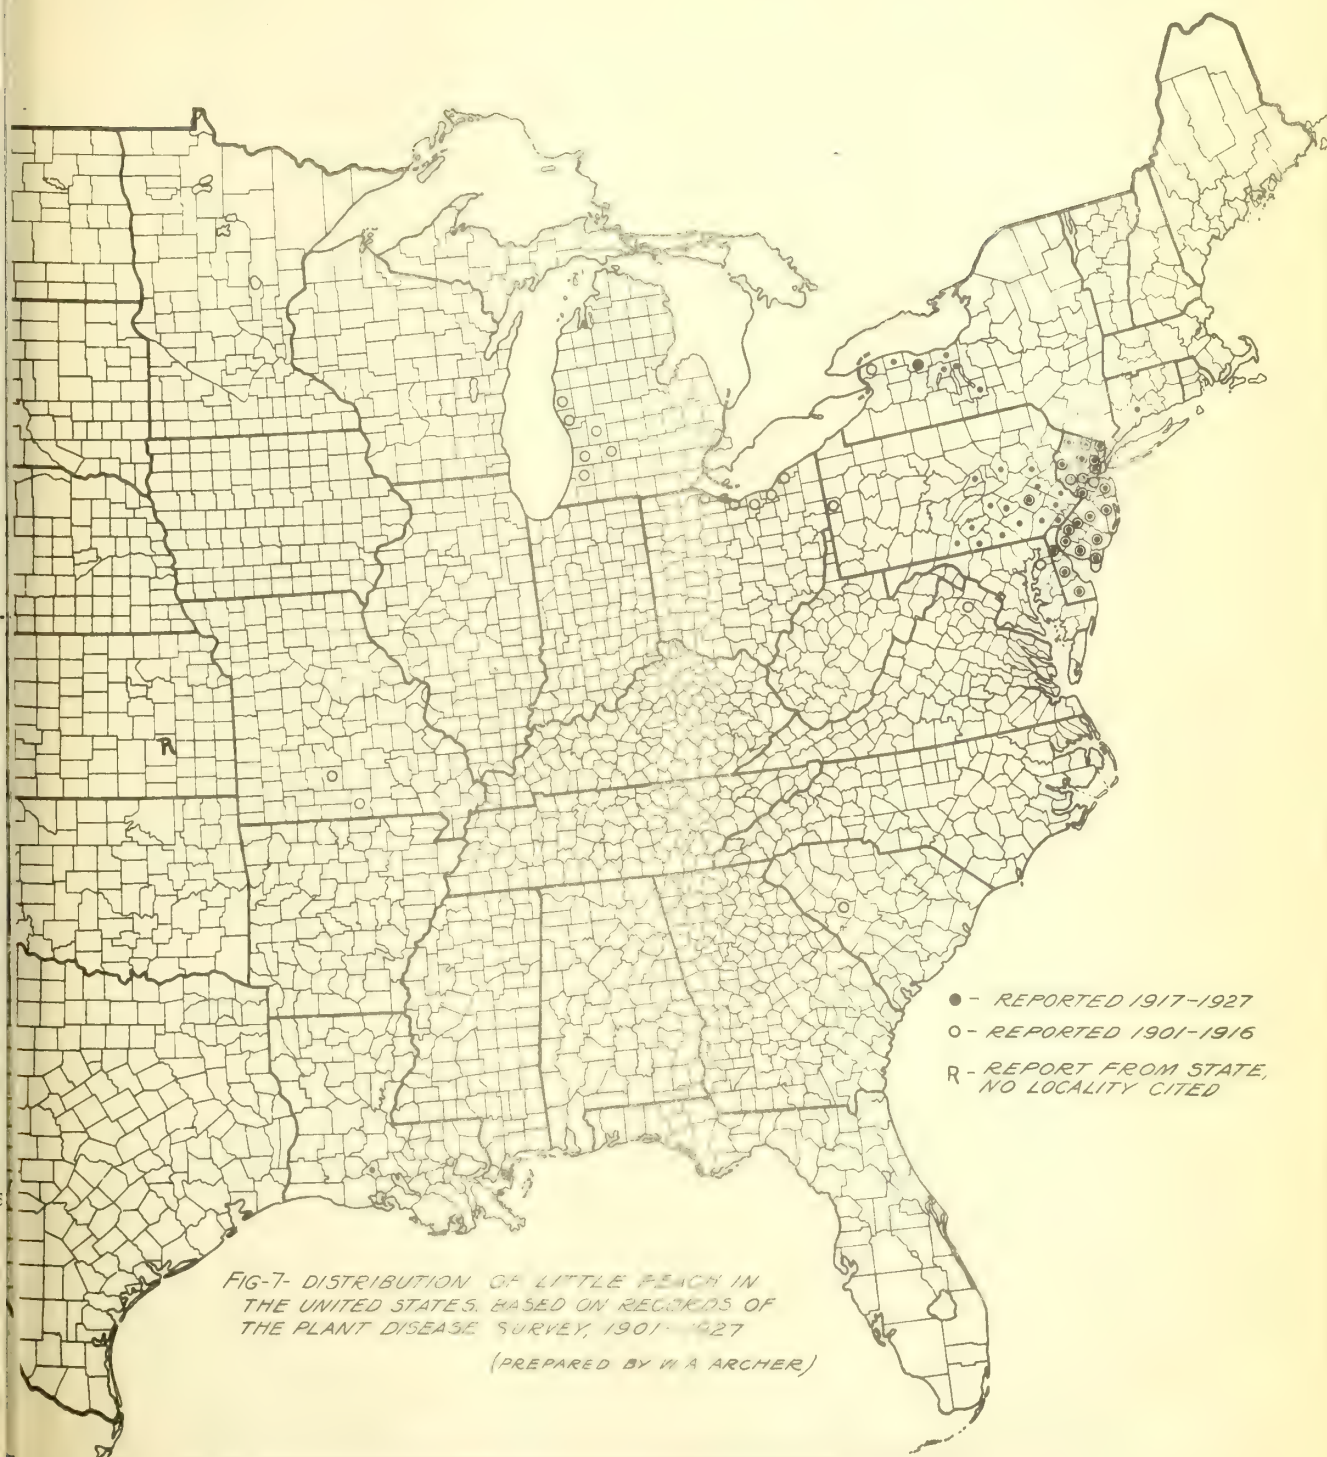 R
● - REPORTED 1917-1927
○ - REPORTED 1901-1916
R - REPORT FROM STATE,
NO LOCALITY CITED
FIG-7- DISTRIBUTION OF LITTLE PEACH IN
THE UNITED STATES, BASED ON RECORDS OF
THE PLANT DISEASE SURVEY, 1901-1927
(PREPARED BY W A ARCHER)